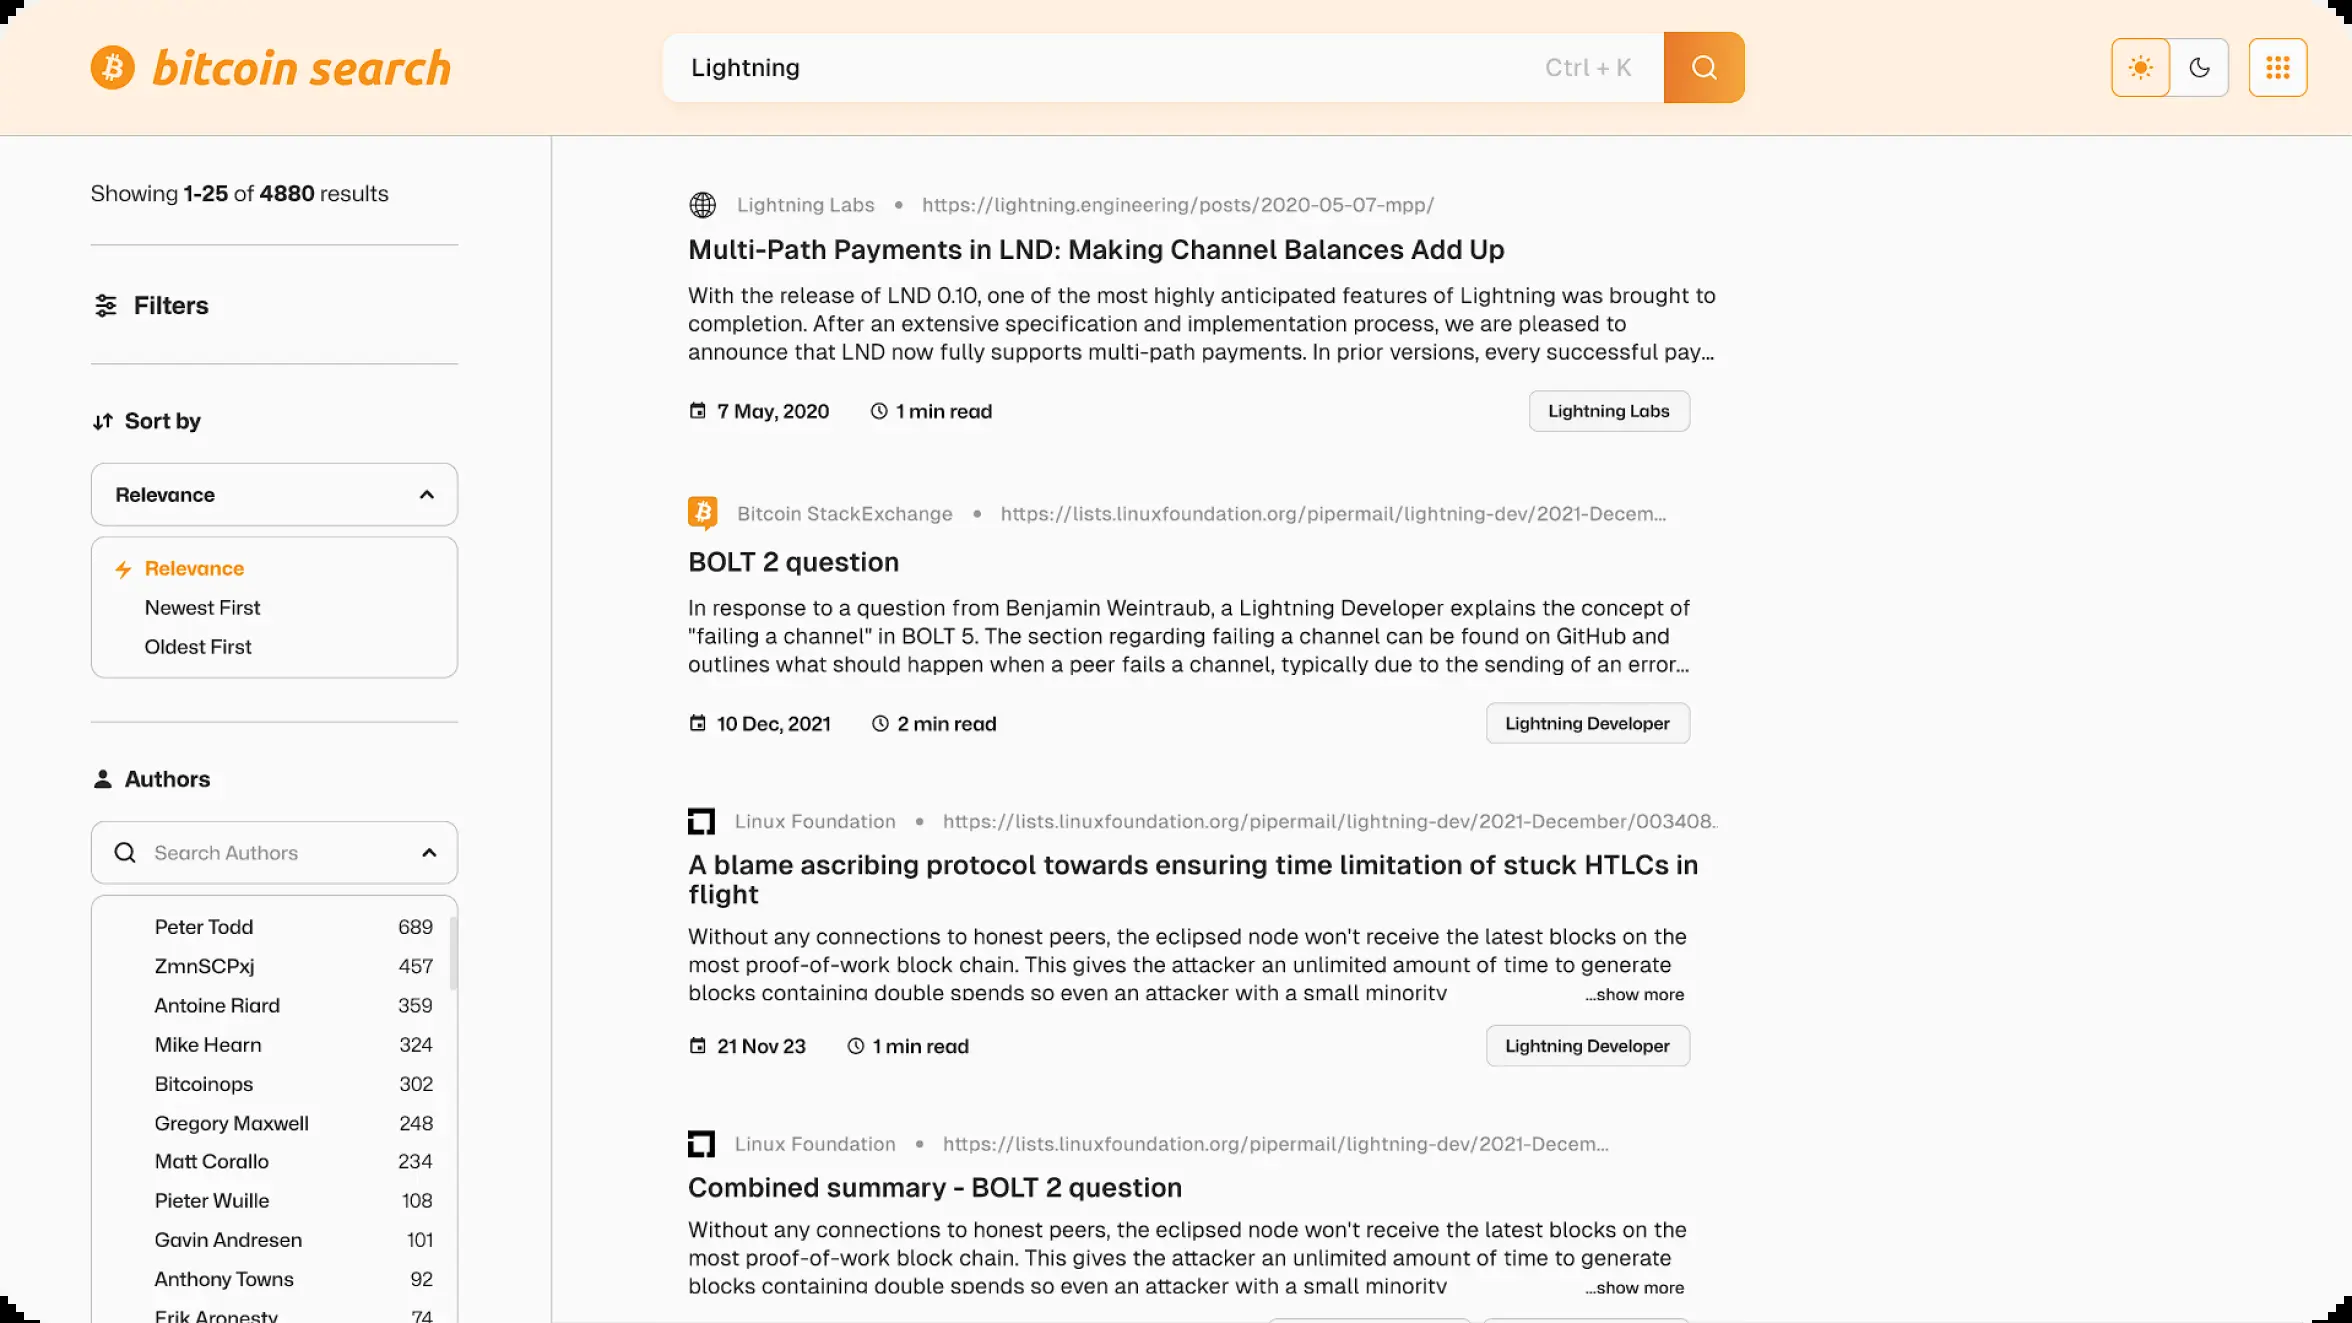 bitcoin search
Lightning
Ctrl + K
Showing 1-25 of 4880 results
Filters
Sort by
Relevance
Relevance
Newest First
Oldest First
Authors
Search Authors
Peter Todd 689
ZmnSCPxj 457
Antoine Riard 359
Mike Hearn 324
Bitcoinops 302
Gregory Maxwell 248
Matt Corallo 234
Pieter Wuille 108
Gavin Andresen 101
Anthony Towns 92
Erik Aronesty 74
Lightning Labs • https://lightning.engineering/posts/2020-05-07-mpp/
Multi-Path Payments in LND: Making Channel Balances Add Up
With the release of LND 0.10, one of the most highly anticipated features of Lightning was brought to
completion. After an extensive specification and implementation process, we are pleased to
announce that LND now fully supports multi-path payments. In prior versions, every successful pay...
7 May, 2020
1 min read
Lightning Labs
Bitcoin StackExchange • https://lists.linuxfoundation.org/pipermail/lightning-dev/2021-Decem...
BOLT 2 question
In response to a question from Benjamin Weintraub, a Lightning Developer explains the concept of
"failing a channel" in BOLT 5. The section regarding failing a channel can be found on GitHub and
outlines what should happen when a peer fails a channel, typically due to the sending of an error...
10 Dec, 2021
2 min read
Lightning Developer
Linux Foundation • https://lists.linuxfoundation.org/pipermail/lightning-dev/2021-December/003408..
A blame ascribing protocol towards ensuring time limitation of stuck HTLCs in
flight
Without any connections to honest peers, the eclipsed node won't receive the latest blocks on the
most proof-of-work block chain. This gives the attacker an unlimited amount of time to generate
blocks containing double spends so even an attacker with a small minority
...show more
21 Nov 23
1 min read
Lightning Developer
Linux Foundation • https://lists.linuxfoundation.org/pipermail/lightning-dev/2021-Decem...
Combined summary - BOLT 2 question
Without any connections to honest peers, the eclipsed node won't receive the latest blocks on the
most proof-of-work block chain. This gives the attacker an unlimited amount of time to generate
blocks containing double spends so even an attacker with a small minority
...show more